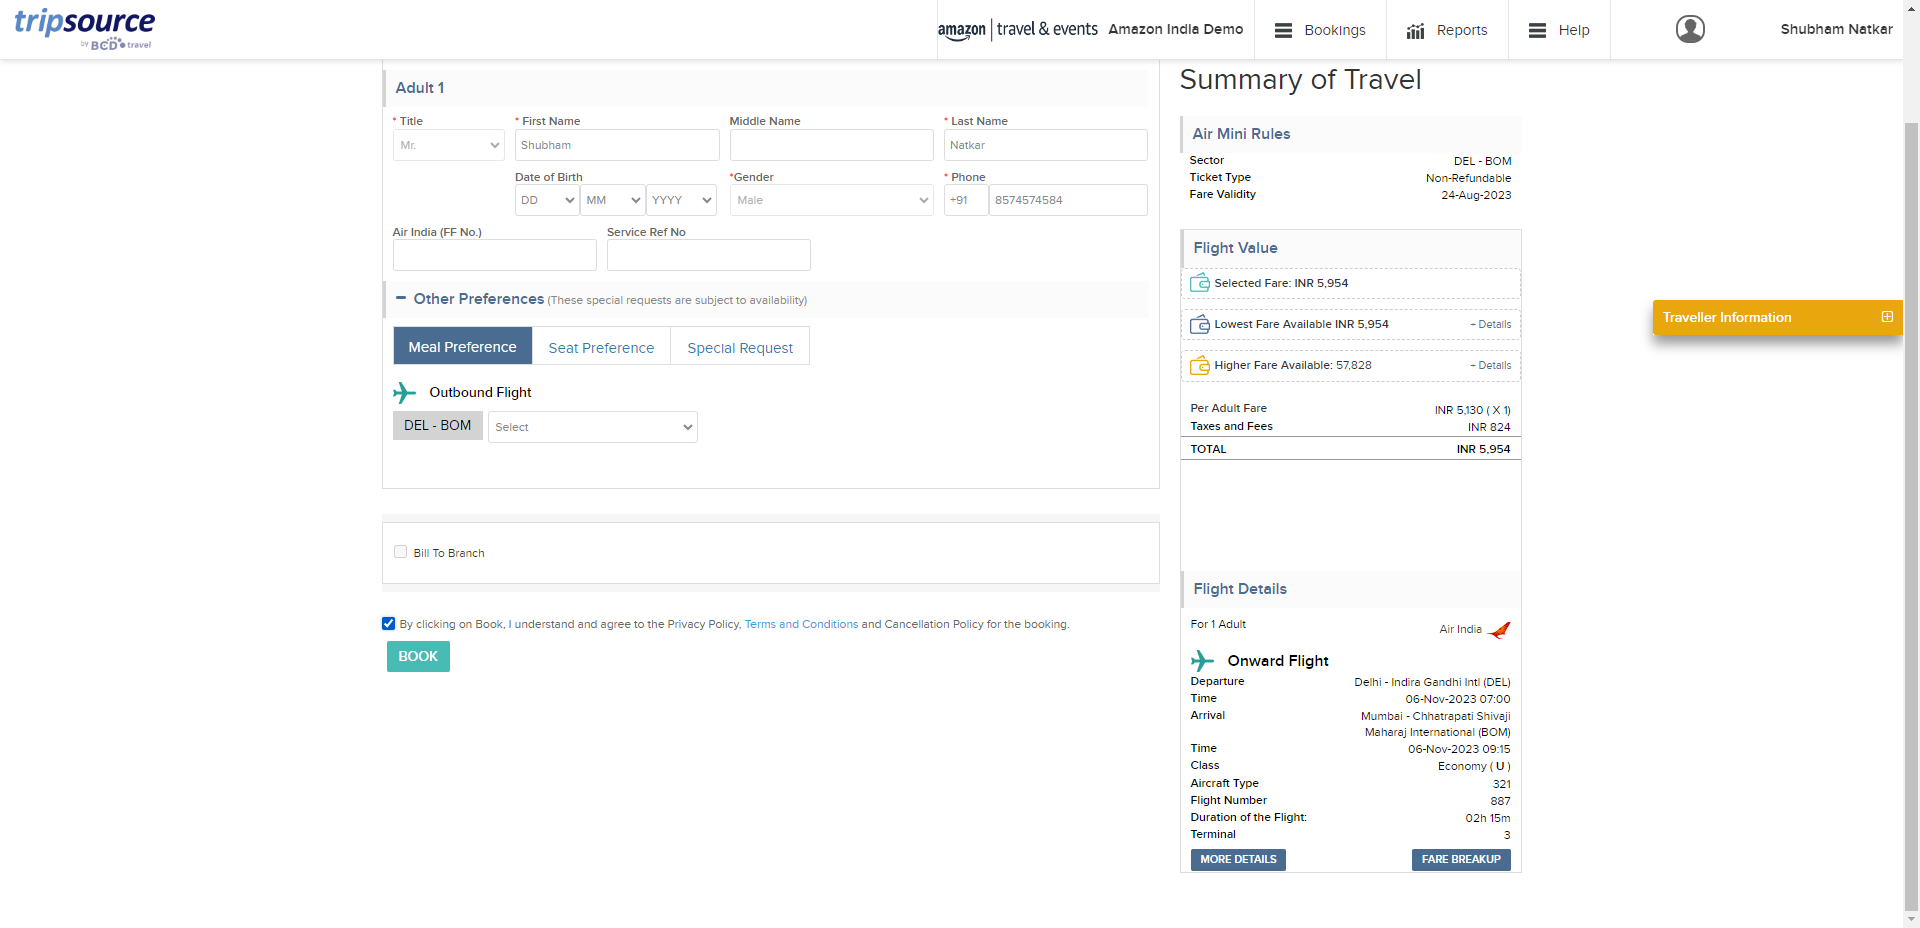 tripsource
by BCD travel
amazon | travel & events Amazon India Demo
Bookings
Reports
Help
Shubham Natkar
Adult 1
* Title
* First Name
Middle Name
* Last Name
Mr.
Shubham
Natkar
Date of Birth
*Gender
* Phone
DD
MM
YYYY
Male
+91
8574574584
Air India (FF No.)
Service Ref No
− Other Preferences (These special requests are subject to availability)
Meal Preference
Seat Preference
Special Request
Outbound Flight
DEL - BOM
Select
Bill To Branch
By clicking on Book, I understand and agree to the Privacy Policy, Terms and Conditions and Cancellation Policy for the booking.
BOOK
Summary of Travel
Air Mini Rules
Sector DEL - BOM
Ticket Type Non-Refundable
Fare Validity 24-Aug-2023
Flight Value
Selected Fare: INR 5,954
Lowest Fare Available INR 5,954 + Details
Higher Fare Available: 57,828 + Details
Per Adult Fare INR 5,130 ( X 1)
Taxes and Fees INR 824
TOTAL INR 5,954
Flight Details
For 1 Adult Air India
Onward Flight
Departure Delhi - Indira Gandhi Intl (DEL)
Time 06-Nov-2023 07:00
Arrival Mumbai - Chhatrapati Shivaji
Maharaj International (BOM)
Time 06-Nov-2023 09:15
Class Economy ( U )
Aircraft Type 321
Flight Number 887
Duration of the Flight: 02h 15m
Terminal 3
MORE DETAILS
FARE BREAKUP
Traveller Information